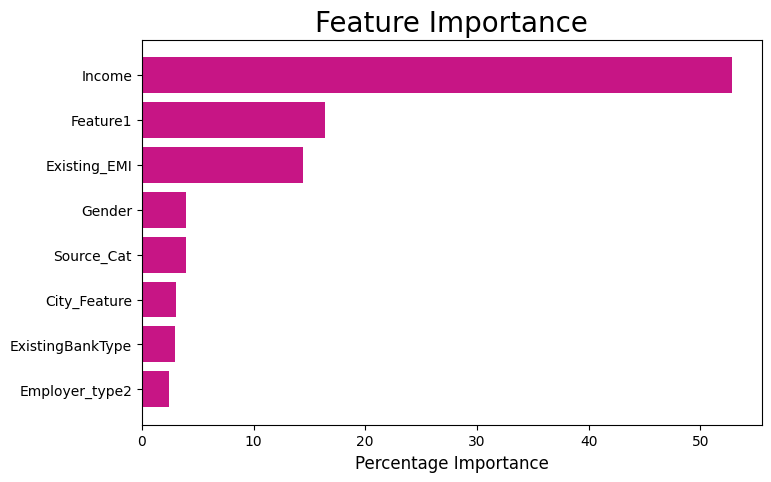 Feature Importance
Income
Feature1
Existing_EMI
Gender
Source_Cat
City_Feature
ExistingBankType
Employer_type2
0 10 20 30 40 50
Percentage Importance